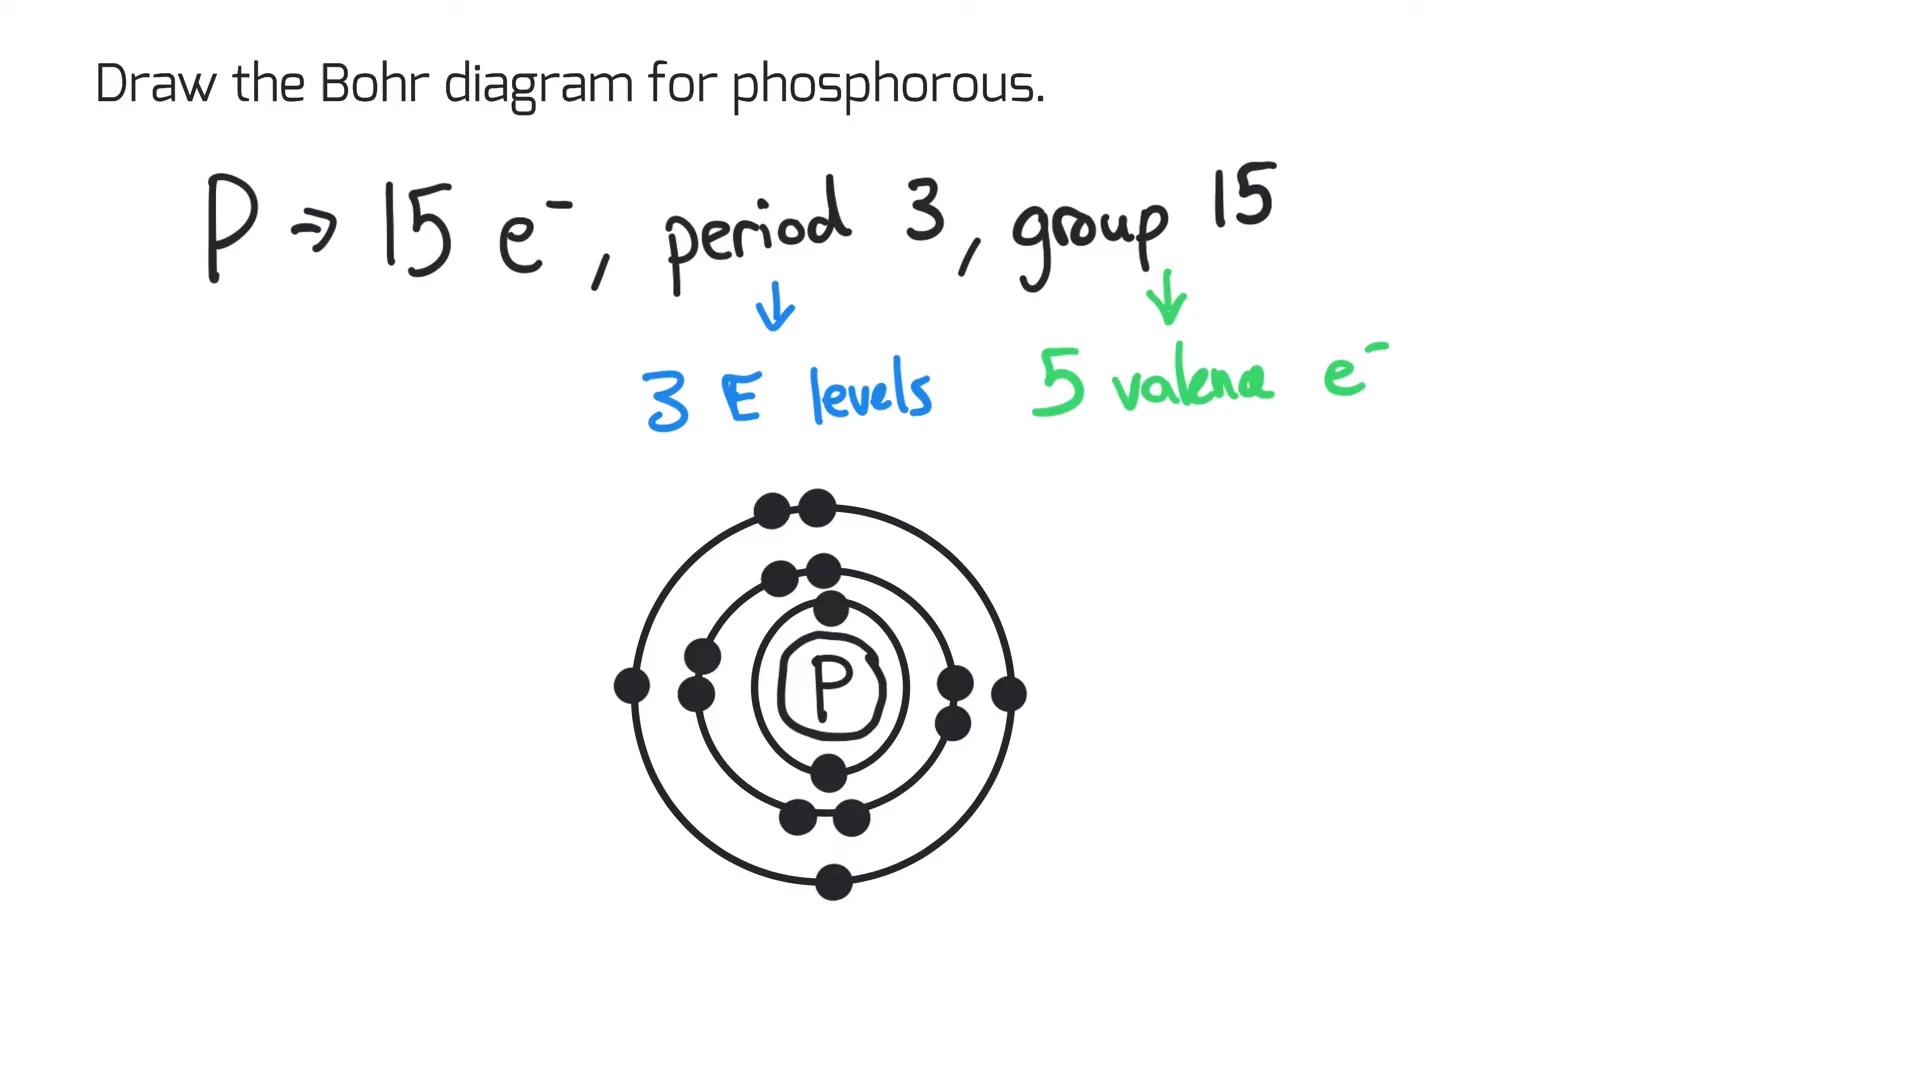 Draw the Bohr diagram for phosphorous.
P ⇒ 15 e⁻, period 3, group 15
↓ ↓
3 E levels 5 valence e⁻
P